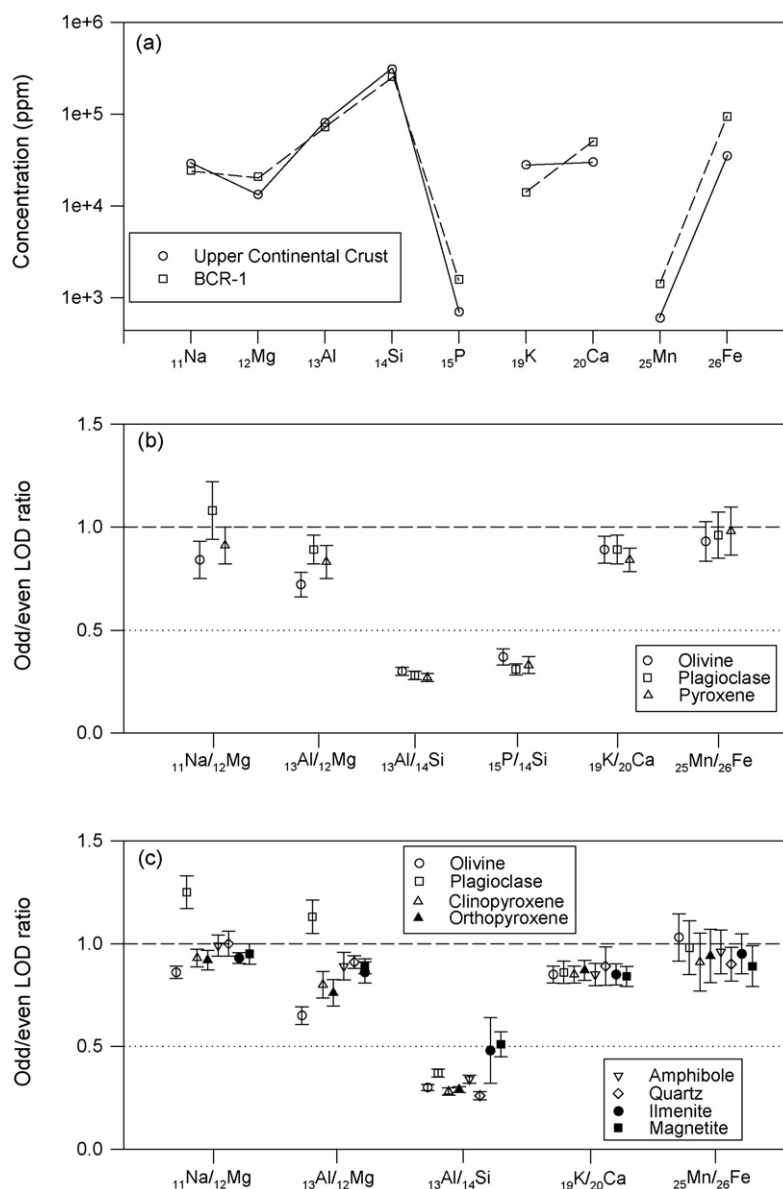 (a)
Concentration (ppm)
1e+6
1e+5
1e+4
1e+3
Upper Continental Crust
BCR-1
₁₁Na ₁₂Mg ₁₃Al ₁₄Si ₁₅P ₁₉K ₂₀Ca ₂₅Mn ₂₆Fe
(b)
Odd/even LOD ratio
1.5
1.0
0.5
0.0
Olivine
Plagioclase
Pyroxene
₁₁Na/₁₂Mg ₁₃Al/₁₂Mg ₁₃Al/₁₄Si ₁₅P/₁₄Si ₁₉K/₂₀Ca ₂₅Mn/₂₆Fe
(c)
Odd/even LOD ratio
1.5
1.0
0.5
0.0
Olivine
Plagioclase
Clinopyroxene
Orthopyroxene
Amphibole
Quartz
Ilmenite
Magnetite
₁₁Na/₁₂Mg ₁₃Al/₁₂Mg ₁₃Al/₁₄Si ₁₉K/₂₀Ca ₂₅Mn/₂₆Fe